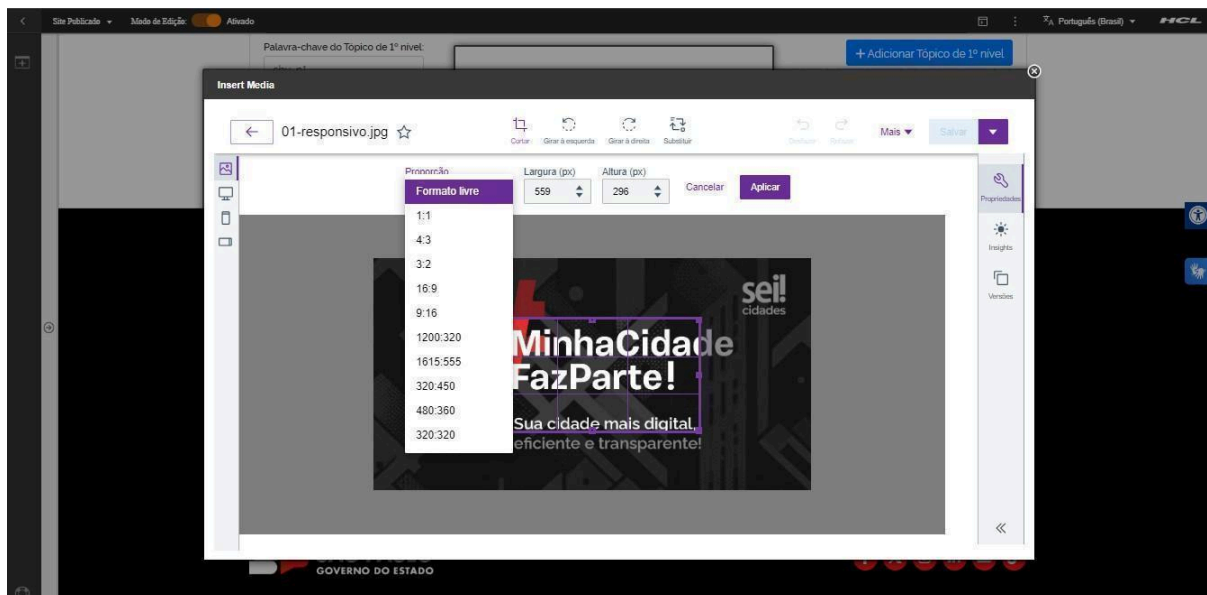 Site Publicado
Modo de Edição: Ativado
Português (Brasil)
HCL
Palavra-chave do Tópico de 1º nível:
+ Adicionar Tópico de 1º nível
Insert Media
01-responsivo.jpg
Cortar
Girar à esquerda
Girar à direita
Substituir
Desfazer
Refazer
Mais
Salvar
Proporção
Largura (px)
Altura (px)
Formato livre
559
296
Cancelar
Aplicar
Propriedades
1:1
4:3
3:2
16:9
9:16
1200:320
1615:555
320:450
480:360
320:320
Insights
Versões
sei!
cidades
MinhaCidade
FazParte!
Sua cidade mais digital,
eficiente e transparente!
GOVERNO DO ESTADO